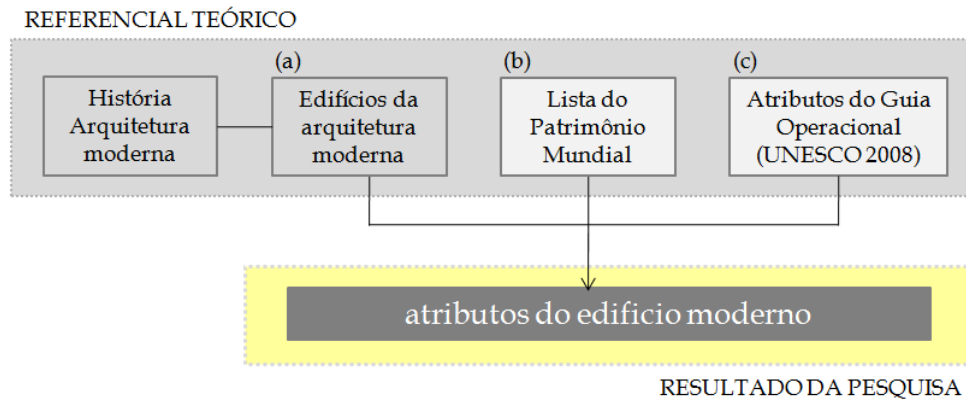 REFERENCIAL TEÓRICO
História
Arquitetura
moderna
(a)
Edifícios da
arquitetura
moderna
(b)
Lista do
Patrimônio
Mundial
(c)
Atributos do Guia
Operacional
(UNESCO 2008)
atributos do edificio moderno
RESULTADO DA PESQUISA